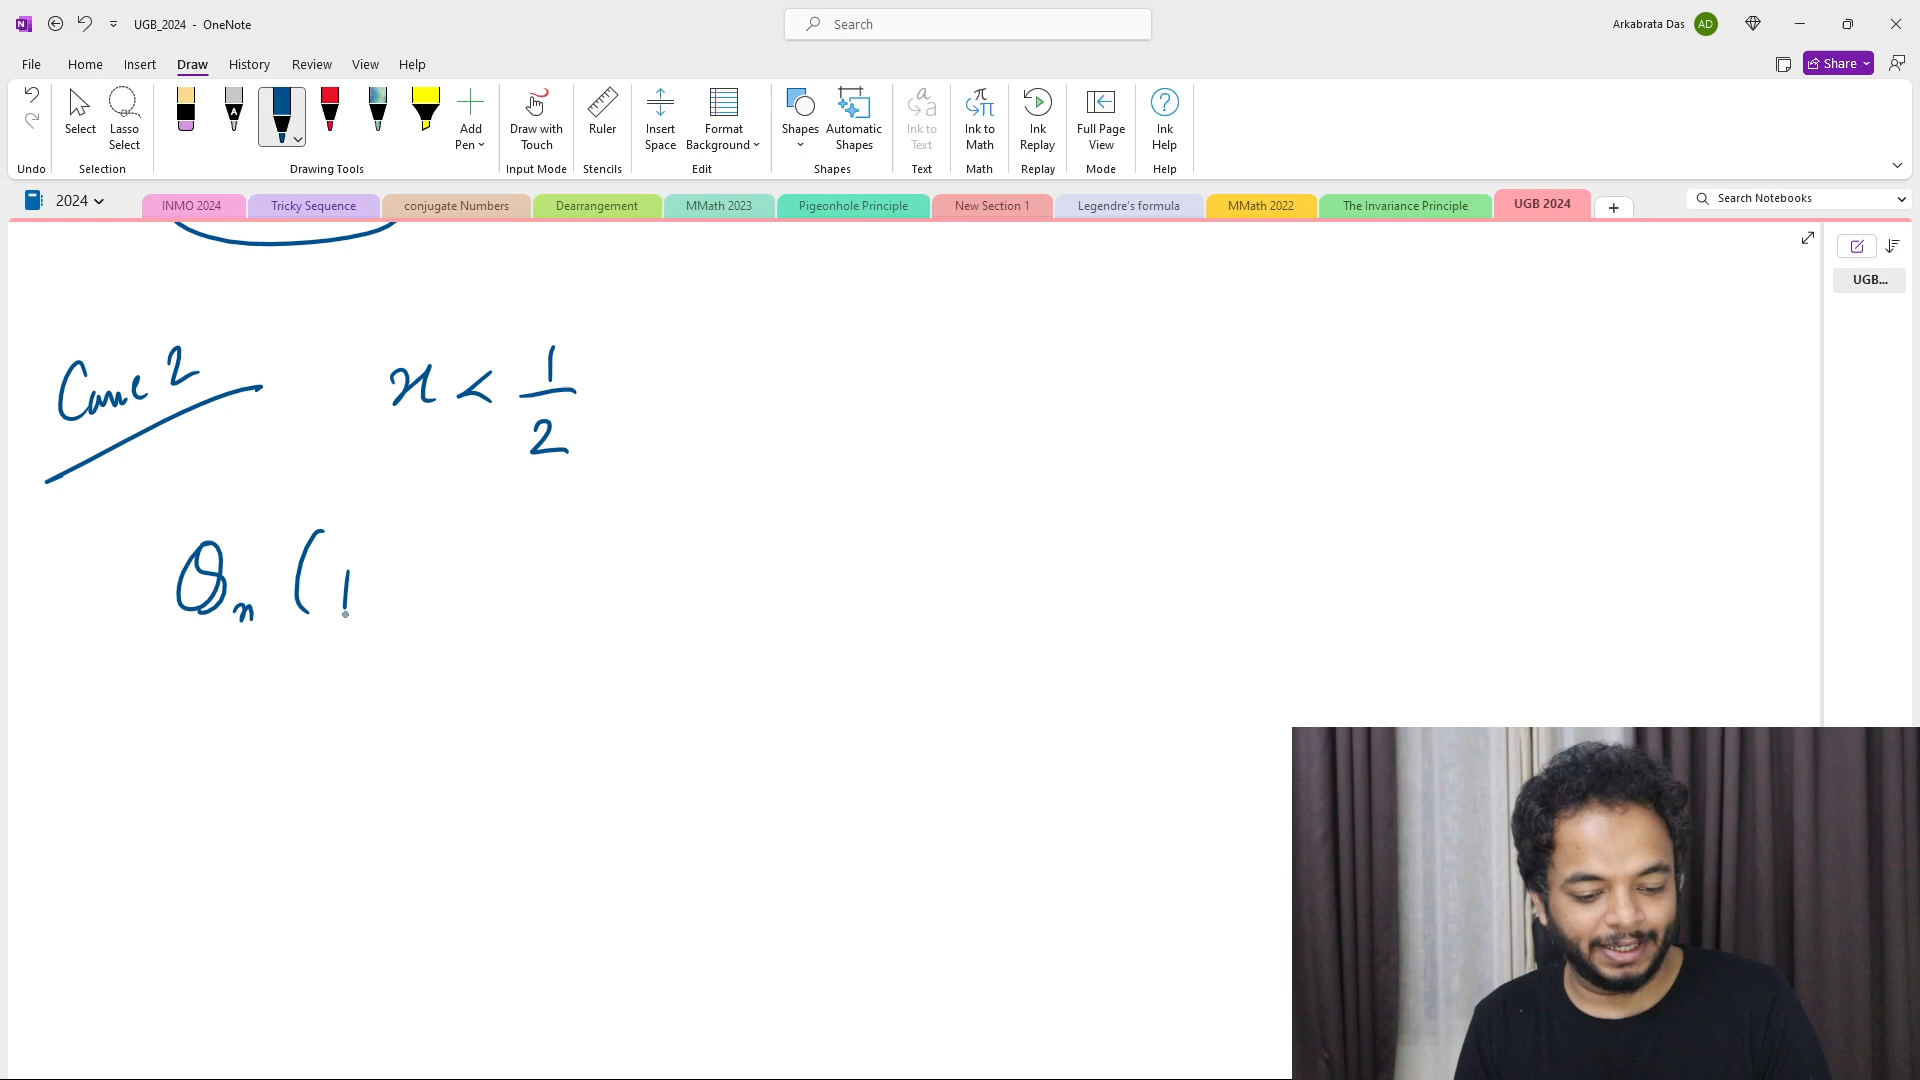 UGB_2024 - OneNote
Search
Arkabrata Das AD
File Home Insert Draw History Review View Help
Share
Select
Lasso Select
A
Add Pen
Draw with Touch
Ruler
Insert Space
Format Background
Shapes
Automatic Shapes
Ink to Text
Ink to Math
Ink Replay
Full Page View
Ink Help
Undo Selection Drawing Tools Input Mode Stencils Edit Shapes Text Math Replay Mode Help
2024 INMO 2024 Tricky Sequence conjugate Numbers Dearrangement MMath 2023 Pigeonhole Principle New Section 1 Legendre's formula MMath 2022 The Invariance Principle UGB 2024 + Search Notebooks
UGB...
Case 2 x < 1/2
Q_n ( 1